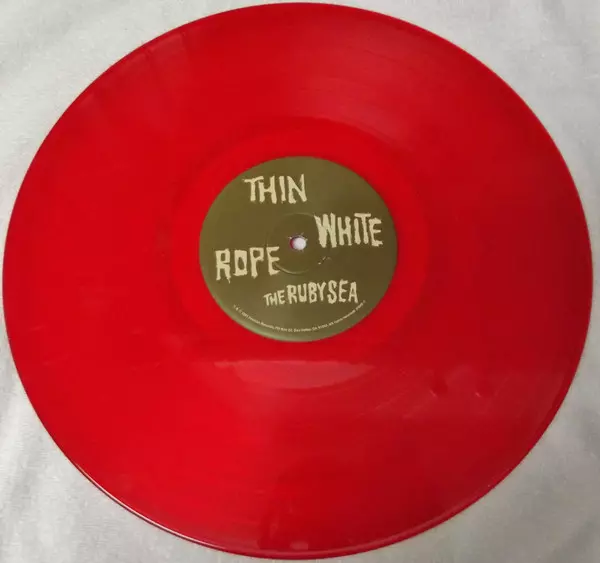 THIN
WHITE
ROPE
THE RUBY SEA